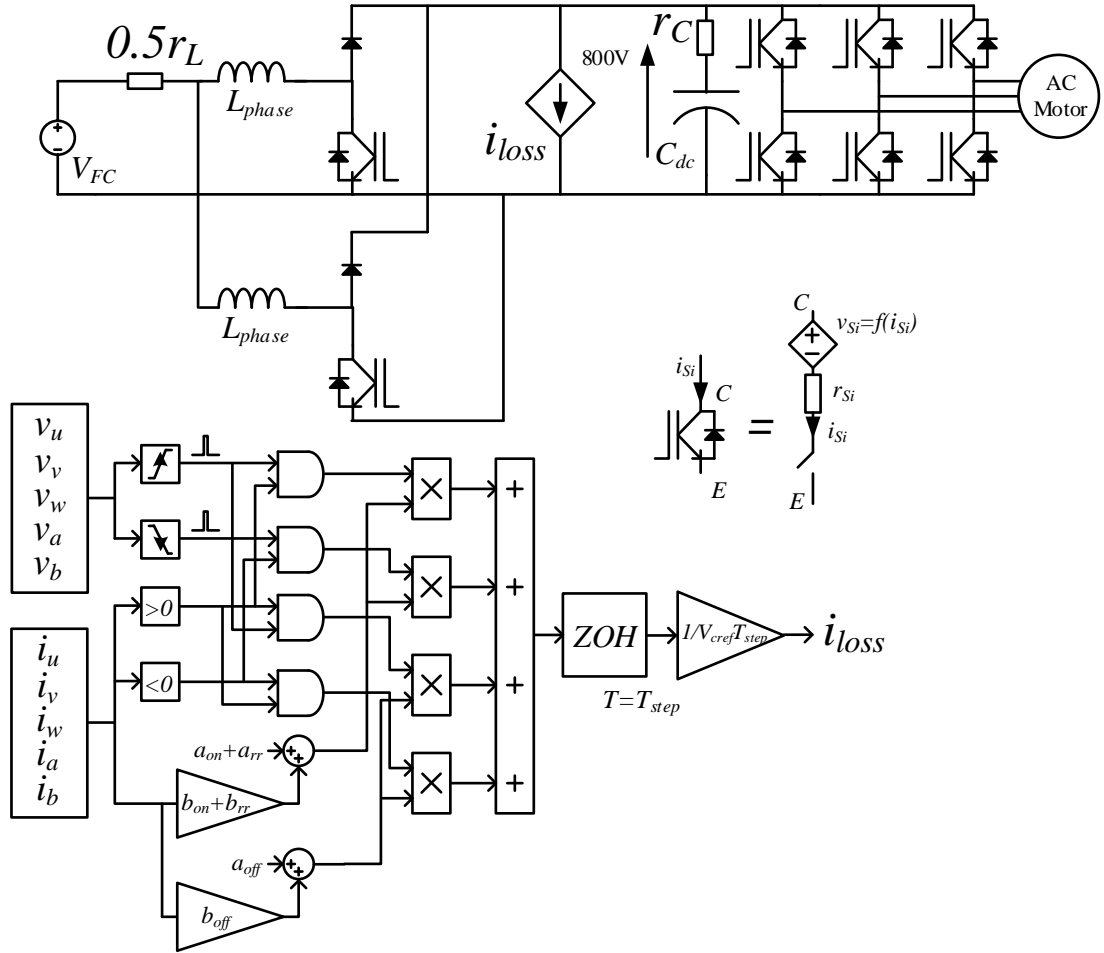 0.5r_L
L_phase
V_FC
i_loss
800V
r_C
C_dc
AC
Motor
L_phase
C
v_Si=f(i_Si)
r_Si
i_Si
E
i_Si
C
=
E
v_u
v_v
v_w
v_a
v_b
i_u
i_v
i_w
i_a
i_b
>0
<0
a_on+a_rr
b_on+b_rr
a_off
b_off
+
+
+
+
ZOH
T=T_step
1/V_crefT_step
i_loss